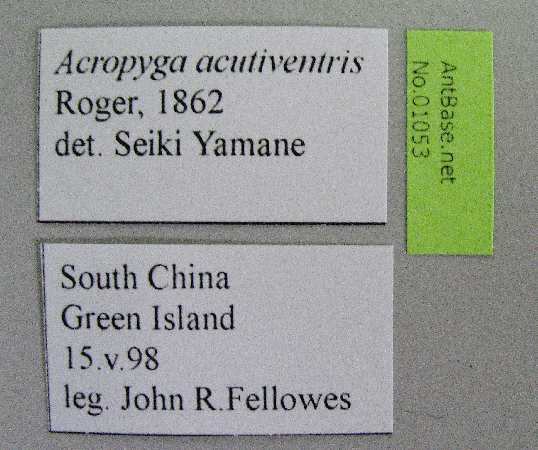 Acropyga acutiventris
Roger, 1862
det. Seiki Yamane
AntBase.net
No.01053
South China
Green Island
15.v.98
leg. John R.Fellowes